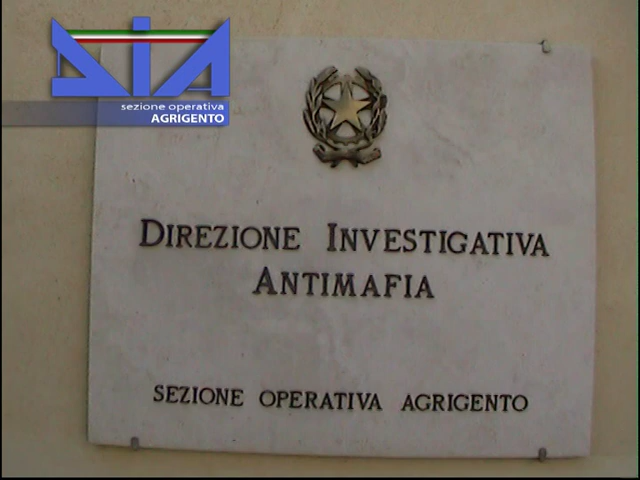 DIA
sezione operativa
AGRIGENTO
DIREZIONE INVESTIGATIVA
ANTIMAFIA
SEZIONE OPERATIVA AGRIGENTO